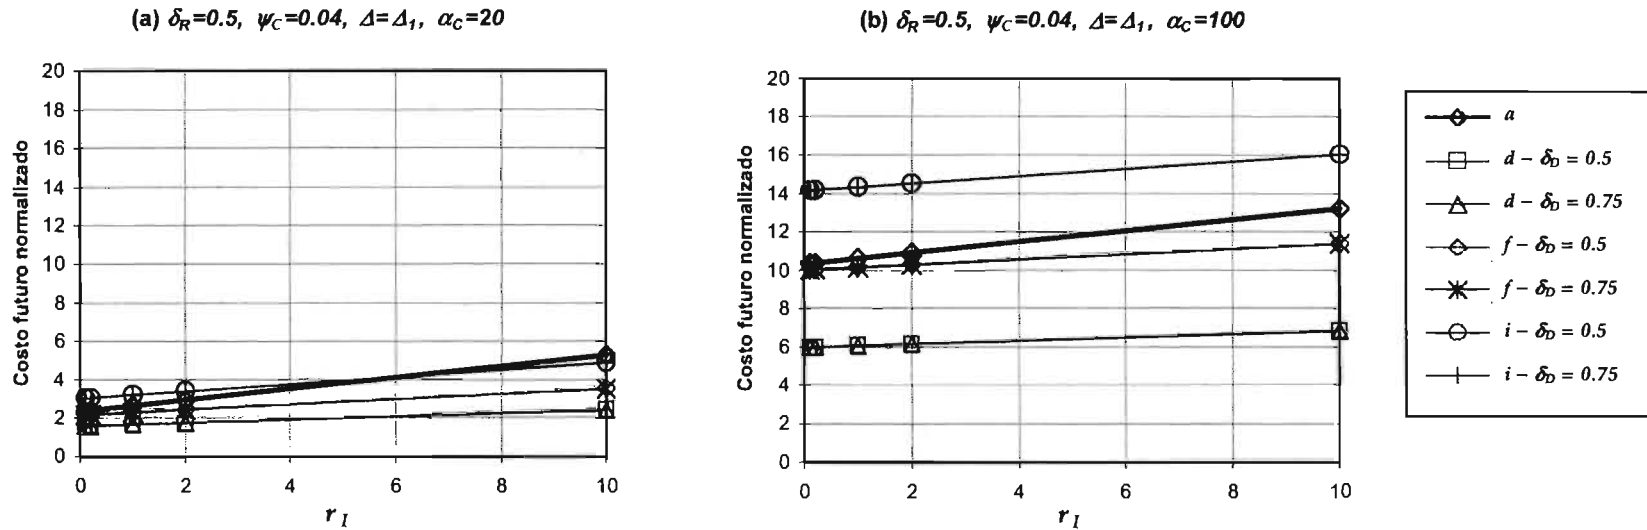 (a) δR=0.5, ψC=0.04, Δ=Δ1, αC=20
Costo futuro normalizado
20
18
16
14
12
10
8
6
4
2
0
0 2 4 6 8 10
r I
(b) δR=0.5, ψC=0.04, Δ=Δ1, αC=100
Costo futuro normalizado
20
18
16
14
12
10
8
6
4
2
0
0 2 4 6 8 10
r I
a
d – δD = 0.5
d – δD = 0.75
f – δD = 0.5
f – δD = 0.75
i – δD = 0.5
i – δD = 0.75